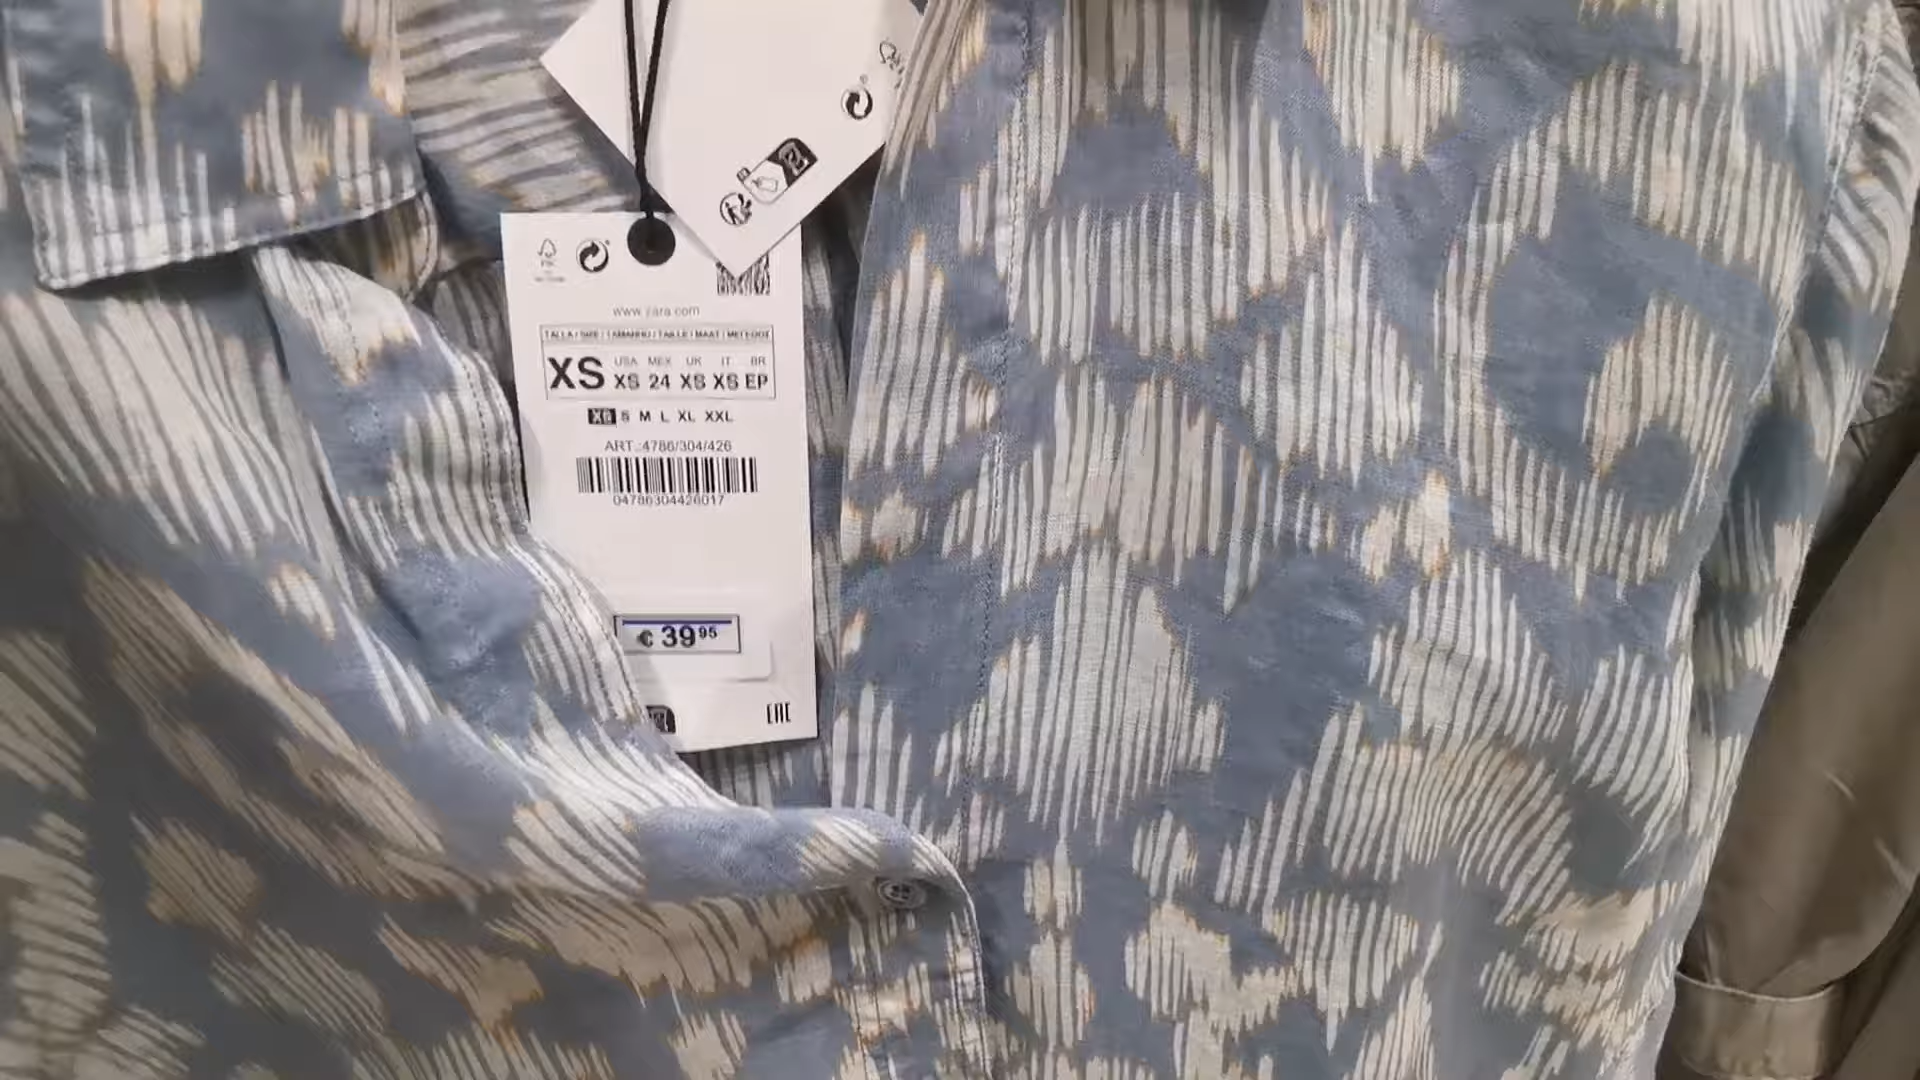 www.zara.com
TALLA / SIZE / TAMANHO / TAILLE / MAAT / ΜΕΓΕΘΟΣ
XS
USA MEX UK IT BR
XS 24 XS XS EP
XS S M L XL XXL
ART.:4786/304/426
04786304426017
€ 39 95
EAC